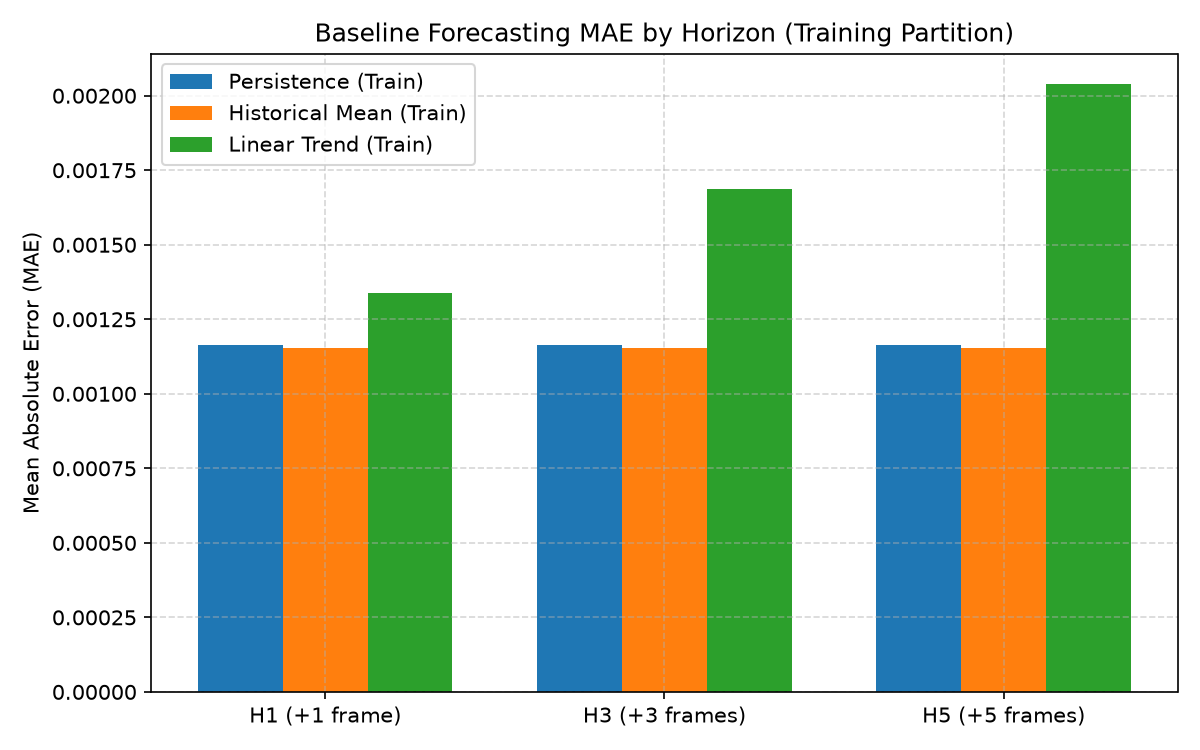 Baseline Forecasting MAE by Horizon (Training Partition)
Persistence (Train)
Historical Mean (Train)
Linear Trend (Train)
Mean Absolute Error (MAE)
0.00200
0.00175
0.00150
0.00125
0.00100
0.00075
0.00050
0.00025
0.00000
H1 (+1 frame)
H3 (+3 frames)
H5 (+5 frames)